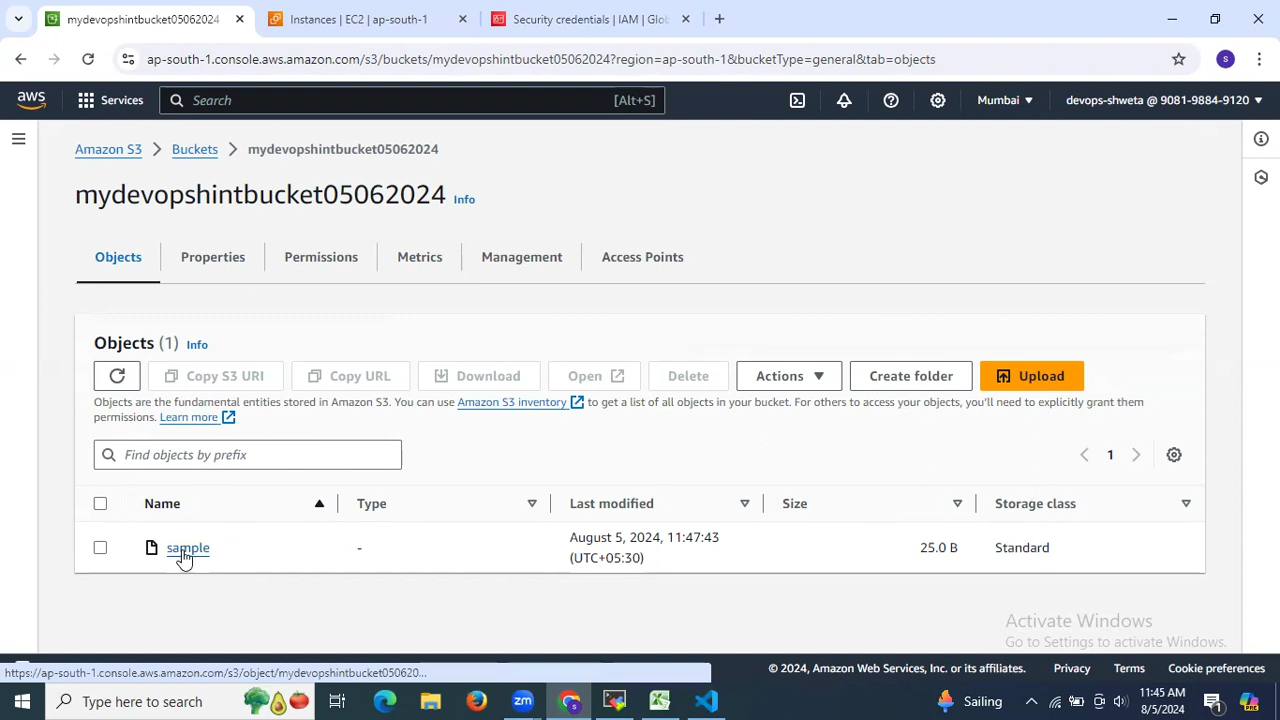 mydevopshintbucket05062024
Instances | EC2 | ap-south-1
Security credentials | IAM | Glob
ap-south-1.console.aws.amazon.com/s3/buckets/mydevopshintbucket05062024?region=ap-south-1&bucketType=general&tab=objects
s
aws
Services
Search
[Alt+S]
Mumbai
devops-shweta @ 9081-9884-9120
Amazon S3
Buckets
mydevopshintbucket05062024
mydevopshintbucket05062024
Info
Objects
Properties
Permissions
Metrics
Management
Access Points
Objects (1)
Info
Copy S3 URI
Copy URL
Download
Open
Delete
Actions
Create folder
Upload
Objects are the fundamental entities stored in Amazon S3. You can use Amazon S3 inventory to get a list of all objects in your bucket. For others to access your objects, you'll need to explicitly grant them
permissions. Learn more
Find objects by prefix
1
Name
Type
Last modified
Size
Storage class
sample
-
August 5, 2024, 11:47:43
(UTC+05:30)
25.0 B
Standard
Activate Windows
Go to Settings to activate Windows.
https://ap-south-1.console.aws.amazon.com/s3/object/mydevopshintbucket050620...
© 2024, Amazon Web Services, Inc. or its affiliates.
Privacy
Terms
Cookie preferences
Type here to search
zm
Sailing
11:45 AM
8/5/2024
1
PRE